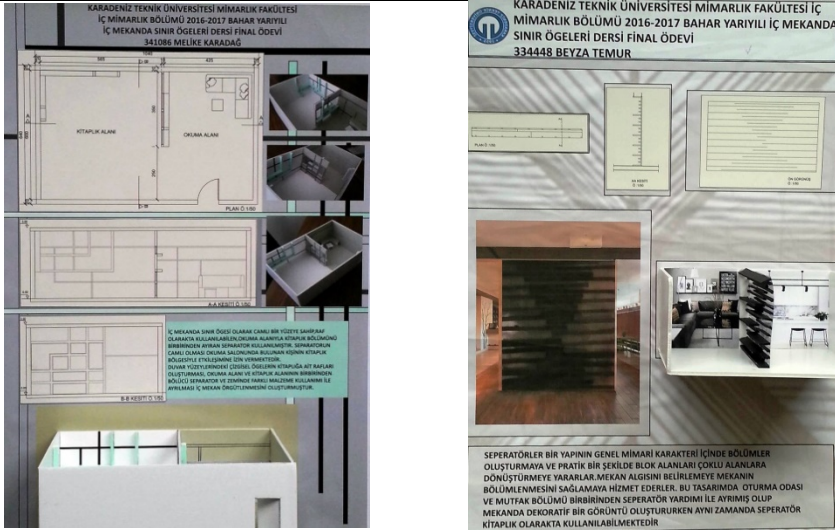 KARADENİZ TEKNİK ÜNİVERSİTESİ MİMARLIK FAKÜLTESİ
İÇ MİMARLIK BÖLÜMÜ 2016-2017 BAHAR YARIYILI
İÇ MEKANDA SINIR ÖGELERİ DERSİ FİNAL ÖDEVİ
341086 MELİKE KARADAĞ
KİTAPLIK ALANI
OKUMA ALANI
PLAN Ö 1/50
A-A KESİTİ Ö.1/50
İÇ MEKANDA SINIR ÖGESİ OLARAK CAMLI BİR YÜZEYE SAHİP,RAF
OLARAKTA KULLANILABİLEN,OKUMA ALANIYLA KİTAPLIK BÖLÜMÜNÜ
BİRBİRİNDEN AYIRAN SEPARATOR KULLANILMIŞTIR. SEPARATORUN
CAMLI OLMASI OKUMA SALONUNDA BULUNAN KİŞİNİN KİTAPLIK
BÖLGESİYLE ETKİLEŞİMİNE İZİN VERMEKTEDİR.
DUVAR YÜZEYLERİNDEKİ ÇİZGİSEL ÖGELERİN KİTAPLIĞA AİT RAFLARI
OLUŞTURMASI, OKUMA ALANI VE KİTAPLIK ALANININ BİRBİRİNDEN
BÖLÜCÜ SEPARATOR VE ZEMİNDE FARKLI MALZEME KULLANIMI İLE
AYRILMASI İÇ MEKAN ÖRGÜTLENMESİNİ OLUŞTURMUŞTUR.
B-B KESİTİ Ö.1/50
KARADENİZ TEKNİK ÜNİVERSİTESİ MİMARLIK FAKÜLTESİ İÇ
MİMARLIK BÖLÜMÜ 2016-2017 BAHAR YARIYILI İÇ MEKANDA
SINIR ÖGELERİ DERSİ FİNAL ÖDEVİ
334448 BEYZA TEMUR
SEPERATÖRLER BİR YAPININ GENEL MİMARİ KARAKTERİ İÇİNDE BÖLÜMLER
OLUŞTURMAYA VE PRATİK BİR ŞEKİLDE BLOK ALANLARI ÇOKLU ALANLARA
DÖNÜŞTÜRMEYE YARARLAR.MEKAN ALGISINI BELİRLEMEYE MEKANIN
BÖLÜMLENMESİNİ SAĞLAMAYA HİZMET EDERLER. BU TASARIMDA OTURMA ODASI
VE MUTFAK BÖLÜMÜ BİRBİRİNDEN SEPERATÖR YARDIMI İLE AYRIMIŞ OLUP
MEKANDA DEKORATİF BİR GÖRÜNTÜ OLUŞTURURKEN AYNI ZAMANDA SEPERATÖR
KİTAPLIK OLARAKTA KULLANILABİLMEKTEDİR